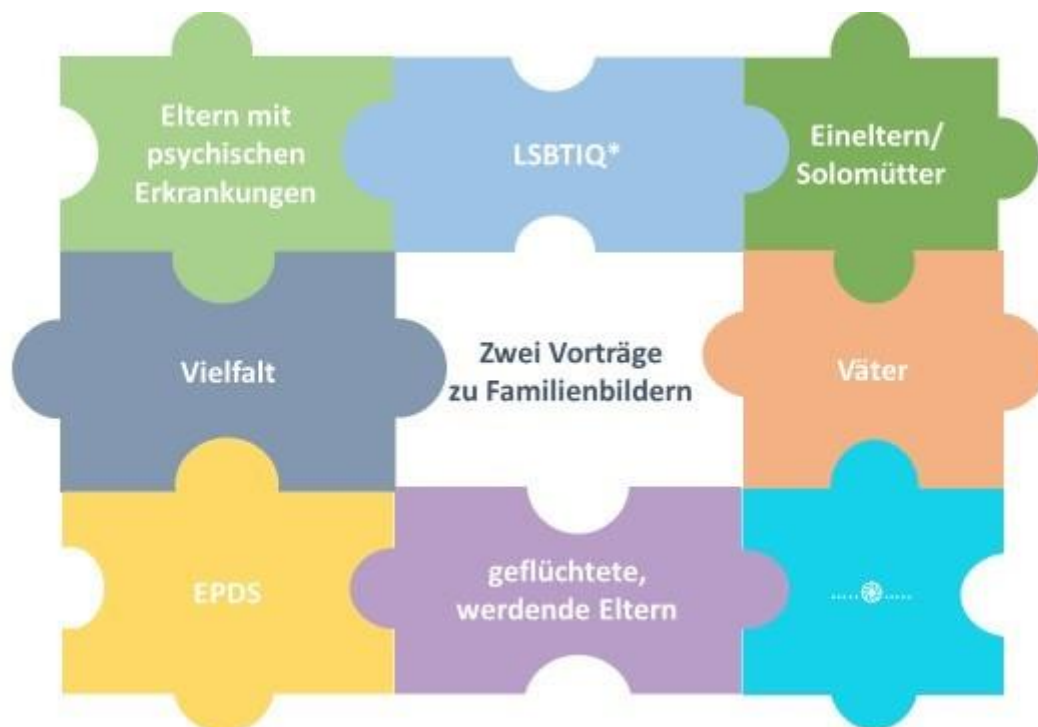 Eltern mit
psychischen
Erkrankungen
LSBTIQ*
Eineltern/
Solomütter
Vielfalt
Zwei Vorträge
zu Familienbildern
Väter
EPDS
geflüchtete,
werdende Eltern